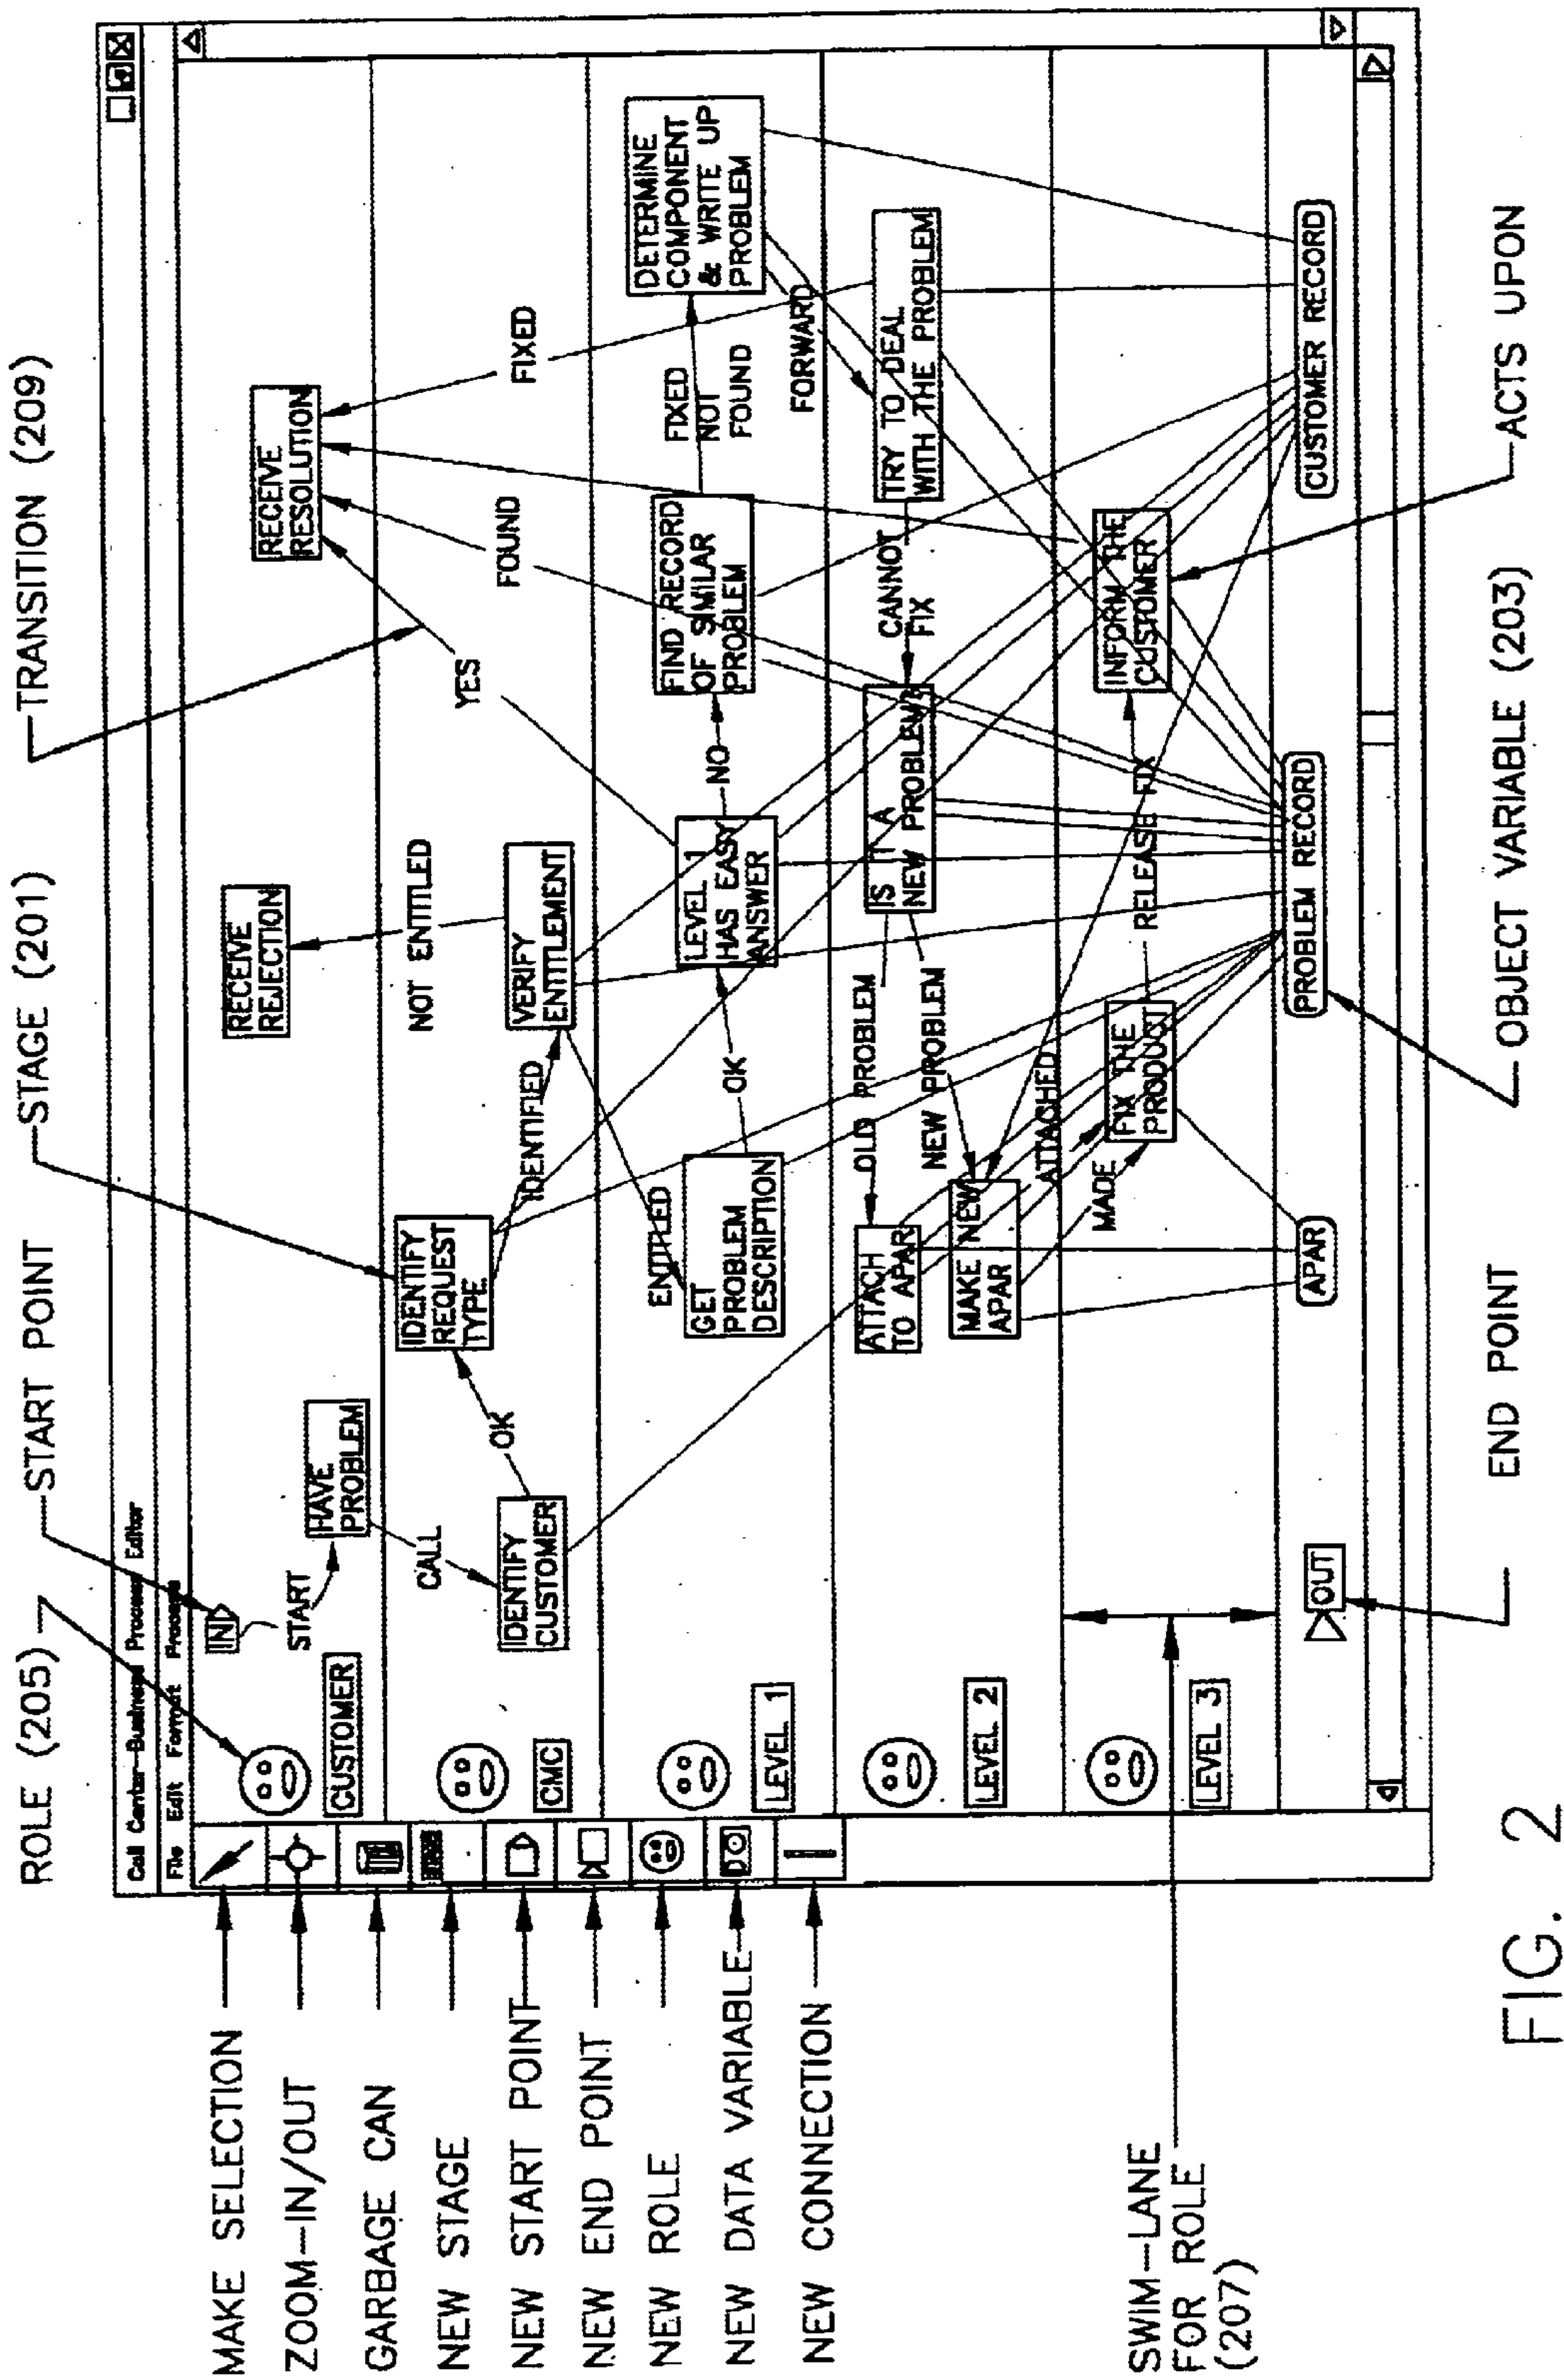 ROLE (205)
START POINT
STAGE (201)
TRANSITION (209)
Call Center-Business Process Editor
File Edit Format Process
MAKE SELECTION
ZOOM-IN/OUT
GARBAGE CAN
NEW STAGE
NEW START POINT
NEW END POINT
NEW ROLE
NEW DATA VARIABLE
NEW CONNECTION
SWIM-LANE
FOR ROLE
(207)
CUSTOMER
IN
START
HAVE
PROBLEM
RECEIVE
REJECTION
RECEIVE
RESOLUTION
CALL
CMC
IDENTIFY
CUSTOMER
OK
IDENTIFY
REQUEST
TYPE
IDENTIFIED
VERIFY
ENTITLEMENT
NOT ENTITLED
YES
FOUND
FIXED
LEVEL 1
ENTITLED
GET
PROBLEM
DESCRIPTION
OK
LEVEL 1
HAS EASY
ANSWER
NO
FIND RECORD
OF SIMILAR
PROBLEM
FIXED
NOT
FOUND
DETERMINE
COMPONENT
& WRITE UP
PROBLEM
FORWARD
LEVEL 2
ATTACH
TO APAR
OLD PROBLEM
NEW PROBLEM
MAKE NEW
APAR
ATTACHED
IS IT A
NEW PROBLEM?
CANNOT
FIX
TRY TO DEAL
WITH THE PROBLEM
LEVEL 3
MADE
FIX THE
PRODUCT
RELEASE FIX
INFORM THE
CUSTOMER
OUT
APAR
PROBLEM RECORD
CUSTOMER RECORD
END POINT
OBJECT VARIABLE (203)
ACTS UPON
FIG. 2